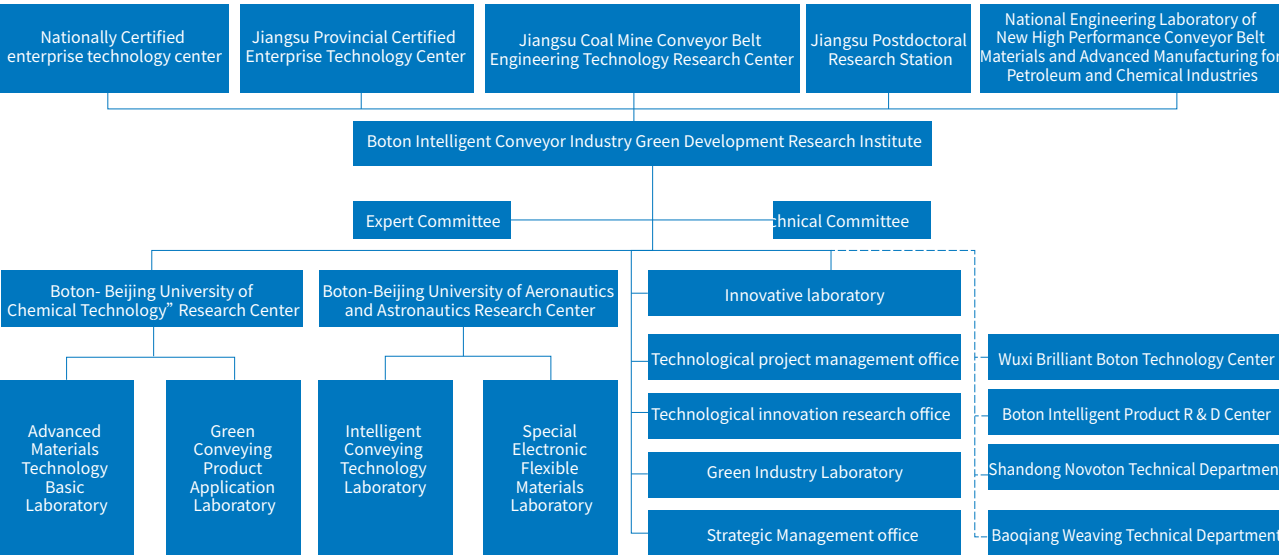 Nationally Certified
enterprise technology center
Jiangsu Provincial Certified
Enterprise Technology Center
Jiangsu Coal Mine Conveyor Belt
Engineering Technology Research Center
Jiangsu Postdoctoral
Research Station
National Engineering Laboratory of
New High Performance Conveyor Belt
Materials and Advanced Manufacturing for
Petroleum and Chemical Industries
Boton Intelligent Conveyor Industry Green Development Research Institute
Expert Committee
chnical Committee
Boton- Beijing University of
Chemical Technology” Research Center
Boton-Beijing University of Aeronautics
and Astronautics Research Center
Advanced
Materials
Technology
Basic
Laboratory
Green
Conveying
Product
Application
Laboratory
Intelligent
Conveying
Technology
Laboratory
Special
Electronic
Flexible
Materials
Laboratory
Innovative laboratory
Technological project management office
Technological innovation research office
Green Industry Laboratory
Strategic Management office
Wuxi Brilliant Boton Technology Center
Boton Intelligent Product R & D Center
Shandong Novoton Technical Department
Baoqiang Weaving Technical Department